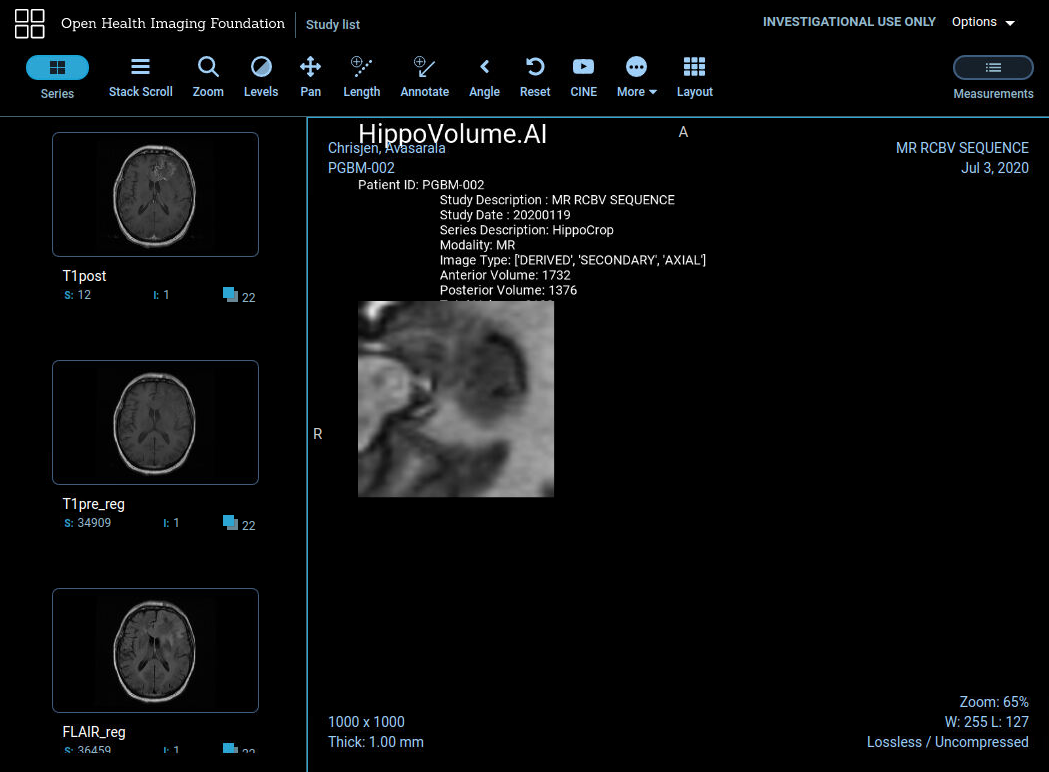 Open Health Imaging Foundation
Study list
INVESTIGATIONAL USE ONLY
Options
Series
Stack Scroll
Zoom
Levels
Pan
Length
Annotate
Angle
Reset
CINE
More
Layout
Measurements
T1post
S: 12 I: 1 22
T1pre_reg
S: 34909 I: 1 22
FLAIR_reg
S: 36459 I: 1 22
HippoVolume.AI
A
Chrisjen, Avasarala
PGBM-002
MR RCBV SEQUENCE
Jul 3, 2020
Patient ID: PGBM-002
Study Description : MR RCBV SEQUENCE
Study Date : 20200119
Series Description: HippoCrop
Modality: MR
Image Type: ['DERIVED', 'SECONDARY', 'AXIAL']
Anterior Volume: 1732
Posterior Volume: 1376
R
1000 x 1000
Thick: 1.00 mm
Zoom: 65%
W: 255 L: 127
Lossless / Uncompressed